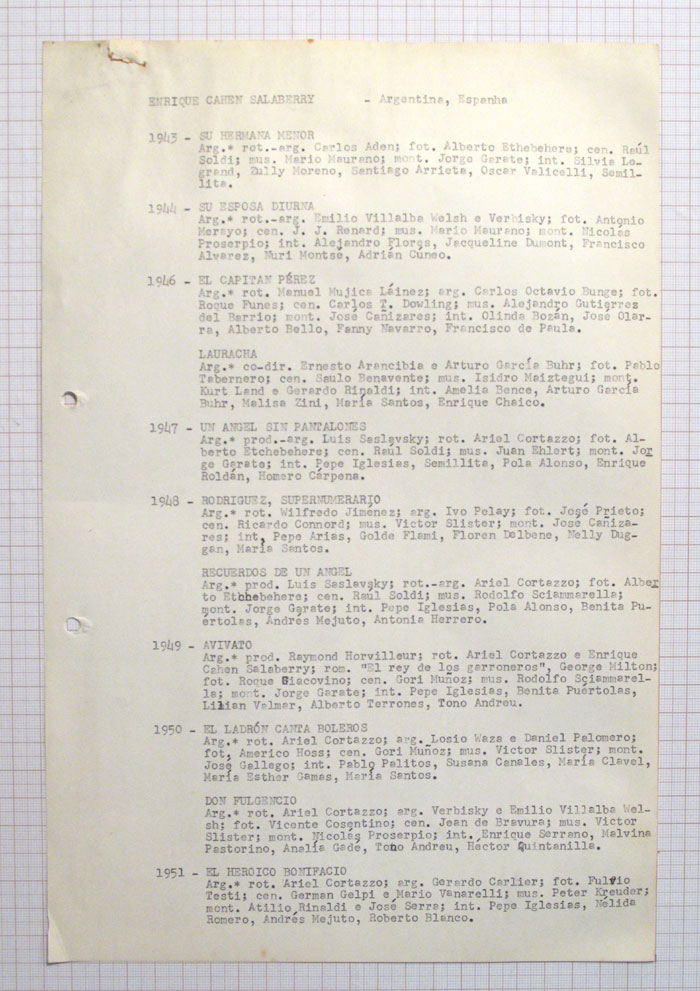 ENRIQUE CAHEN SALABERRY - Argentina, Espanha
1943 - SU HERMANA MENOR
Arg.* rot.-arg. Carlos Aden; fot. Alberto Ethebehere; cen. Raúl
Soldi; mus. Mario Maurano; mont. Jorge Garate; int. Silvia Le-
grand, Zully Moreno, Santiago Arrieta, Oscar Valicelli, Semil-
lita.
1944 - SU ESPOSA DIURNA
Arg.* rot.-arg. Emilio Villalba Welsh e Verbisky; fot. Antonio
Merayo; cen. J. J. Renard; mus. Mario Maurano; mont. Nicolas
Proserpio; int. Alejandro Flores, Jacqueline Dumont, Francisco
Alvarez, Nuri Montsé, Adrián Cúneo.
1946 - EL CAPITAN PÉREZ
Arg.* rot. Manuel Mujica Láinez; arg. Carlos Octavio Bunge; fot.
Roque Funes; cen. Carlos T. Dowling; mus. Alejandro Gutiérrez
del Barrio; mont. José Cañizares; int. Olinda Bozán, José Olar-
ra, Alberto Bello, Fanny Navarro, Francisco de Paula.
LAURACHA
Arg.* co-dir. Ernesto Arancibia e Arturo García Buhr; fot. Pablo
Tabernero; cen. Saulo Benavente; mus. Isidro Maiztegui; mont.
Kurt Land e Gerardo Rinaldi; int. Amelia Bence, Arturo García
Buhr, Malisa Zini, María Santos, Enrique Chaico.
1947 - UN ANGEL SIN PANTALONES
Arg.* prod.-arg. Luis Saslavsky; rot. Ariel Cortazzo; fot. Al-
berto Etchebehere; cen. Raúl Soldi; mus. Juan Ehlert; mont. Jor
ge Garate; int. Pepe Iglesias, Semillita, Pola Alonso, Enrique
Roldán, Homero Cárpena.
1948 - RODRIGUEZ, SUPERNUMERARIO
Arg.* rot. Wilfredo Jiménez; arg. Ivo Pelay; fot. José Prieto;
cen. Ricardo Connord; mus. Victor Slister; mont. José Cañiza-
res; int, Pepe Arias, Golde Flami, Floren Delbene, Nelly Dug-
gan, María Santos.
RECUERDOS DE UN ANGEL
Arg.* prod. Luis Saslavsky; rot.-arg. Ariel Cortazzo; fot. Alber
to Etchebehere; cen. Raúl Soldi; mus. Rodolfo Sciammarella;
mont. Jorge Gárate; int. Pepe Iglesias, Pola Alonso, Benita Pu-
értolas, Andrés Mejuto, Antonia Herrero.
1949 - AVIVATO
Arg.* prod. Raymond Horvilleur; rot. Ariel Cortazzo e Enrique
Cahen Salaberry; rom. "El rey de los garroneros", George Milton;
fot. Roque Giacovino; cen. Gori Muñoz; mus. Rodolfo Sciammarel-
la; mont. Jorge Garate; int. Pepe Iglesias, Benita Puértolas,
Lilian Valmar, Alberto Terrones, Tono Andreu.
1950 - EL LADRÓN CANTA BOLEROS
Arg.* rot. Ariel Cortazzo; arg. Losio Waza e Daniel Palomero;
fot, Americo Hoss; cen. Gori Muñoz; mus. Victor Slister; mont.
José Gallego; int. Pablo Palitos, Susana Canales, María Clavel,
María Esther Gamas, María Santos.
DON FULGENCIO
Arg.* rot. Ariel Cortazzo; arg. Verbisky e Emilio Villalba Wel-
sh; fot. Vicente Cosentino; cen. Jean de Bravura; mus. Victor
Slister; mont. Nicolás Proserpio; int. Enrique Serrano, Malvina
Pastorino, Analía Gadé, Tono Andreu, Hector Quintanilla.
1951 - EL HEROICO BONIFACIO
Arg.* rot. Ariel Cortazzo; arg. Gerardo Carlier; fot. Fulvio
Testi; cen. German Gelpi e Mario Vanarelli; mus. Peter Kreuder;
mont. Atilio Rinaldi e José Serra; int. Pepe Iglesias, Nélida
Romero, Andrés Mejuto, Roberto Blanco.